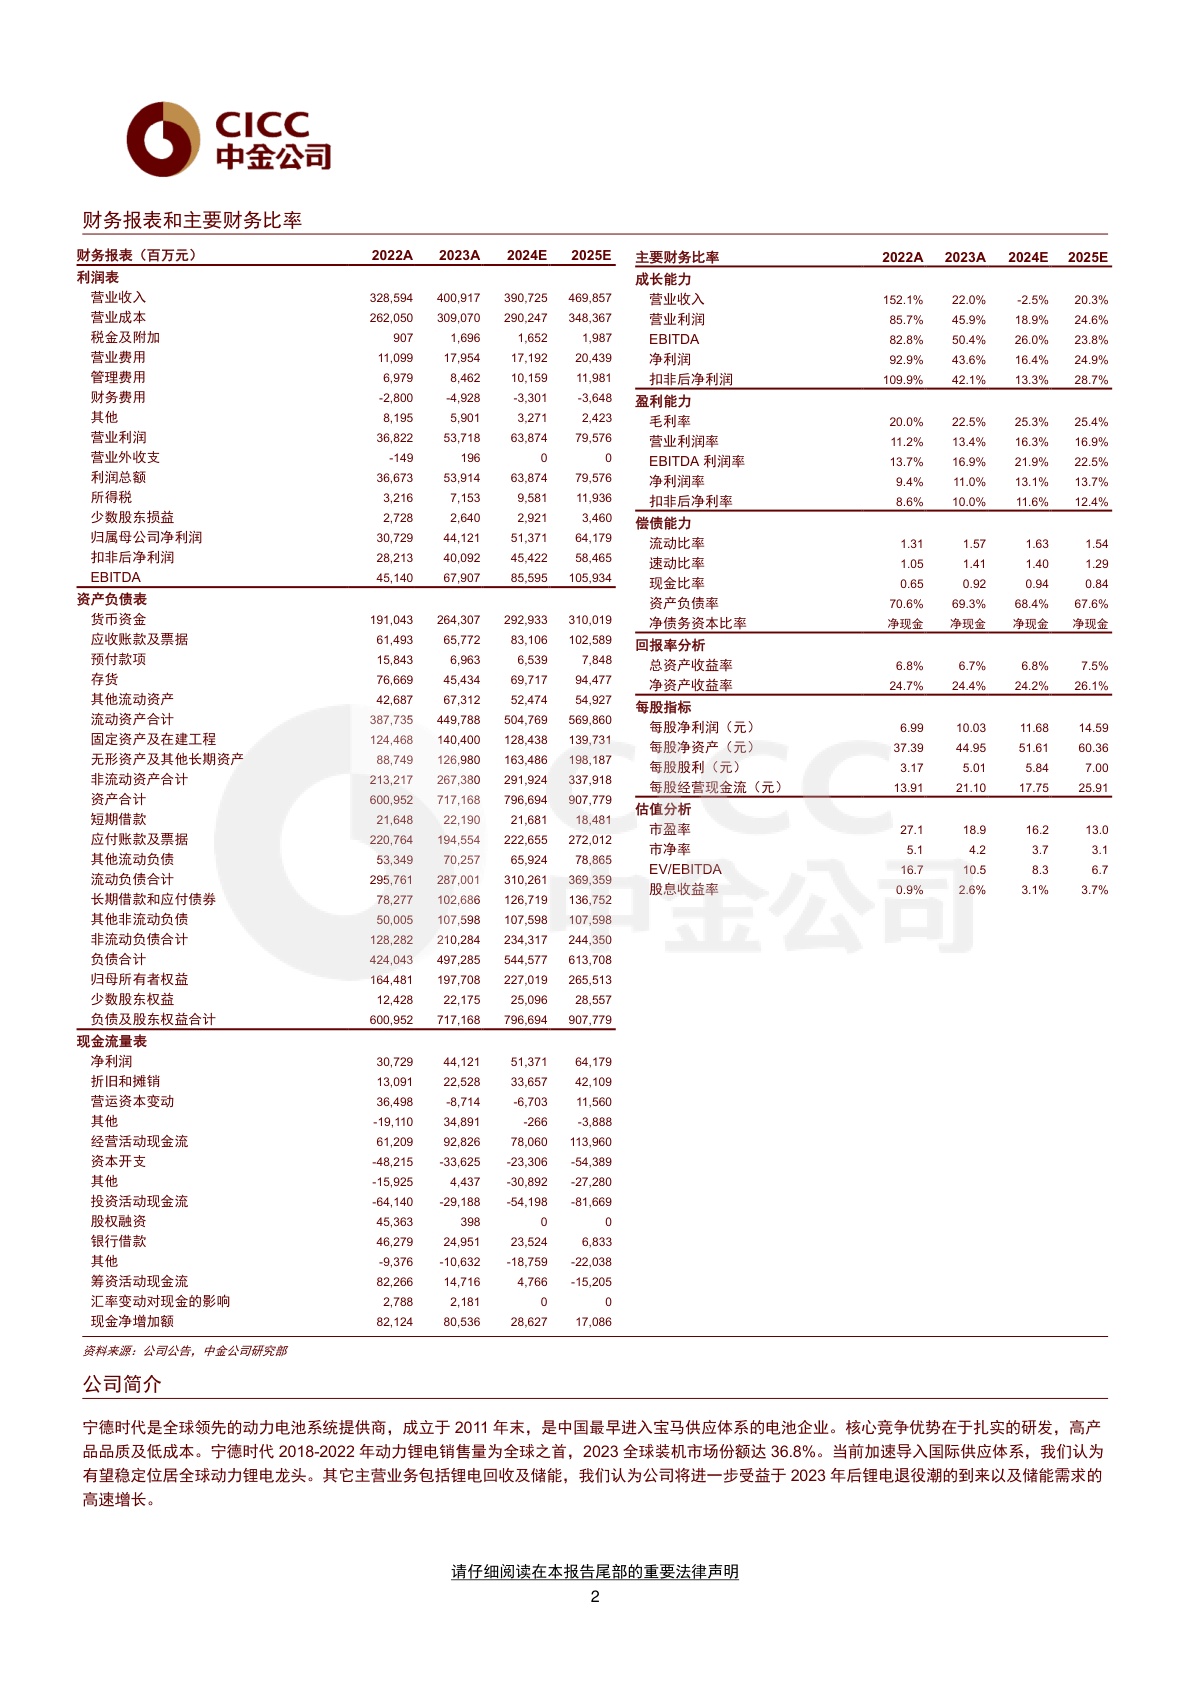 CICC
中金公司
财务报表和主要财务比率
财务报表（百万元） 2022A 2023A 2024E 2025E
利润表
营业收入 328,594 400,917 390,725 469,857
营业成本 262,050 309,070 290,247 348,367
税金及附加 907 1,696 1,652 1,987
营业费用 11,099 17,954 17,192 20,439
管理费用 6,979 8,462 10,159 11,981
财务费用 -2,800 -4,928 -3,301 -3,648
其他 8,195 5,901 3,271 2,423
营业利润 36,822 53,718 63,874 79,576
营业外收支 -149 196 0 0
利润总额 36,673 53,914 63,874 79,576
所得税 3,216 7,153 9,581 11,936
少数股东损益 2,728 2,640 2,921 3,460
归属母公司净利润 30,729 44,121 51,371 64,179
扣非后净利润 28,213 40,092 45,422 58,465
EBITDA 45,140 67,907 85,595 105,934
资产负债表
货币资金 191,043 264,307 292,933 310,019
应收账款及票据 61,493 65,772 83,106 102,589
预付款项 15,843 6,963 6,539 7,848
存货 76,669 45,434 69,717 94,477
其他流动资产 42,687 67,312 52,474 54,927
流动资产合计 387,735 449,788 504,769 569,860
固定资产及在建工程 124,468 140,400 128,438 139,731
无形资产及其他长期资产 88,749 126,980 163,486 198,187
非流动资产合计 213,217 267,380 291,924 337,918
资产合计 600,952 717,168 796,694 907,779
短期借款 21,648 22,190 21,681 18,481
应付账款及票据 220,764 194,554 222,655 272,012
其他流动负债 53,349 70,257 65,924 78,865
流动负债合计 295,761 287,001 310,261 369,359
长期借款和应付债券 78,277 102,686 126,719 136,752
其他非流动负债 50,005 107,598 107,598 107,598
非流动负债合计 128,282 210,284 234,317 244,350
负债合计 424,043 497,285 544,577 613,708
归母所有者权益 164,481 197,708 227,019 265,513
少数股东权益 12,428 22,175 25,096 28,557
负债及股东权益合计 600,952 717,168 796,694 907,779
现金流量表
净利润 30,729 44,121 51,371 64,179
折旧和摊销 13,091 22,528 33,657 42,109
营运资本变动 36,498 -8,714 -6,703 11,560
其他 -19,110 34,891 -266 -3,888
经营活动现金流 61,209 92,826 78,060 113,960
资本开支 -48,215 -33,625 -23,306 -54,389
其他 -15,925 4,437 -30,892 -27,280
投资活动现金流 -64,140 -29,188 -54,198 -81,669
股权融资 45,363 398 0 0
银行借款 46,279 24,951 23,524 6,833
其他 -9,376 -10,632 -18,759 -22,038
筹资活动现金流 82,266 14,716 4,766 -15,205
汇率变动对现金的影响 2,788 2,181 0 0
现金净增加额 82,124 80,536 28,627 17,086
主要财务比率 2022A 2023A 2024E 2025E
成长能力
营业收入 152.1% 22.0% -2.5% 20.3%
营业利润 85.7% 45.9% 18.9% 24.6%
EBITDA 82.8% 50.4% 26.0% 23.8%
净利润 92.9% 43.6% 16.4% 24.9%
扣非后净利润 109.9% 42.1% 13.3% 28.7%
盈利能力
毛利率 20.0% 22.5% 25.3% 25.4%
营业利润率 11.2% 13.4% 16.3% 16.9%
EBITDA 利润率 13.7% 16.9% 21.9% 22.5%
净利润率 9.4% 11.0% 13.1% 13.7%
扣非后净利率 8.6% 10.0% 11.6% 12.4%
偿债能力
流动比率 1.31 1.57 1.63 1.54
速动比率 1.05 1.41 1.40 1.29
现金比率 0.65 0.92 0.94 0.84
资产负债率 70.6% 69.3% 68.4% 67.6%
净债务资本比率 净现金 净现金 净现金 净现金
回报率分析
总资产收益率 6.8% 6.7% 6.8% 7.5%
净资产收益率 24.7% 24.4% 24.2% 26.1%
每股指标
每股净利润（元） 6.99 10.03 11.68 14.59
每股净资产（元） 37.39 44.95 51.61 60.36
每股股利（元） 3.17 5.01 5.84 7.00
每股经营现金流（元） 13.91 21.10 17.75 25.91
估值分析
市盈率 27.1 18.9 16.2 13.0
市净率 5.1 4.2 3.7 3.1
EV/EBITDA 16.7 10.5 8.3 6.7
股息收益率 0.9% 2.6% 3.1% 3.7%
CICC
中金公司
资料来源：公司公告，中金公司研究部
公司简介
宁德时代是全球领先的动力电池系统提供商，成立于 2011 年末，是中国最早进入宝马供应体系的电池企业。核心竞争优势在于扎实的研发，高产
品品质及低成本。宁德时代 2018-2022 年动力锂电销售量为全球之首，2023 全球装机市场份额达 36.8%。当前加速导入国际供应体系，我们认为
有望稳定位居全球动力锂电龙头。其它主营业务包括锂电回收及储能，我们认为公司将进一步受益于 2023 年后锂电退役潮的到来以及储能需求的
高速增长。
请仔细阅读在本报告尾部的重要法律声明
2